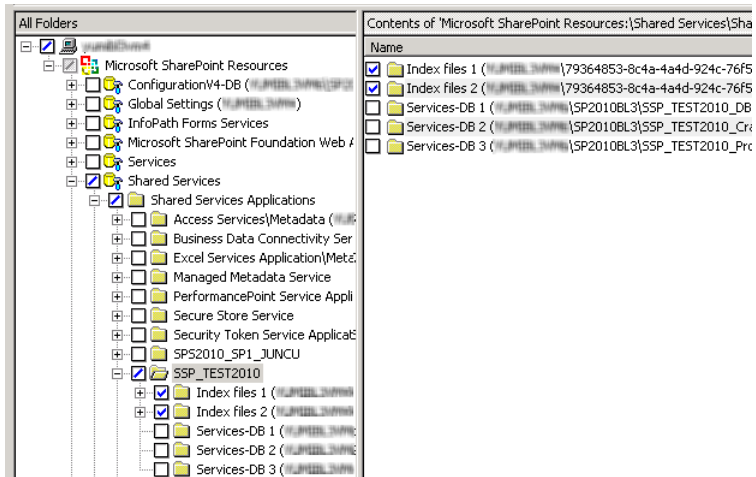 All Folders
Microsoft SharePoint Resources
ConfigurationV4-DB (
Global Settings ( )
InfoPath Forms Services
Microsoft SharePoint Foundation Web
Services
Shared Services
Shared Services Applications
Access Services\Metadata (
Business Data Connectivity Ser
Excel Services Application\Meta
Managed Metadata Service
PerformancePoint Service Appli
Secure Store Service
Security Token Service Applicat
SPS2010_SP1_JUNCU
SSP_TEST2010
Index files 1 (
Index files 2 (
Services-DB 1 (
Services-DB 2 (
Services-DB 3 (
Contents of 'Microsoft SharePoint Resources:\Shared Services\Sha
Name
Index files 1 ( \79364853-8c4a-4a4d-924c-76f5
Index files 2 ( \79364853-8c4a-4a4d-924c-76f5
Services-DB 1 ( \SP2010BL3\SSP_TEST2010_DB
Services-DB 2 ( \SP2010BL3\SSP_TEST2010_Cra
Services-DB 3 ( \SP2010BL3\SSP_TEST2010_Pro